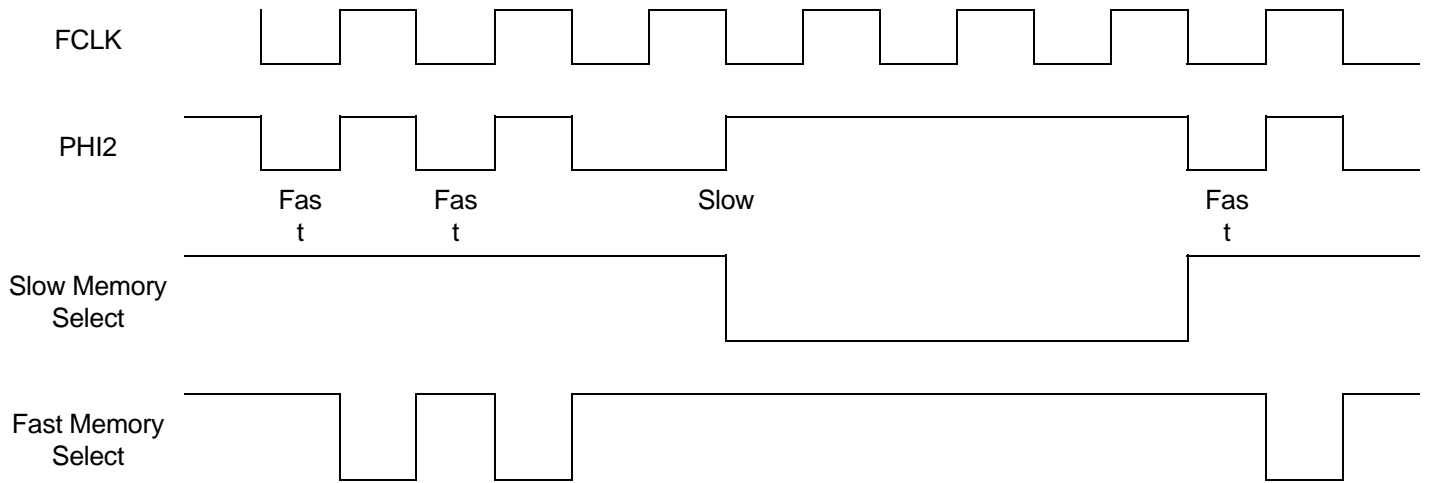 FCLK
PHI2
Fas
t
Fas
t
Slow
Fas
t
Slow Memory
Select
Fast Memory
Select